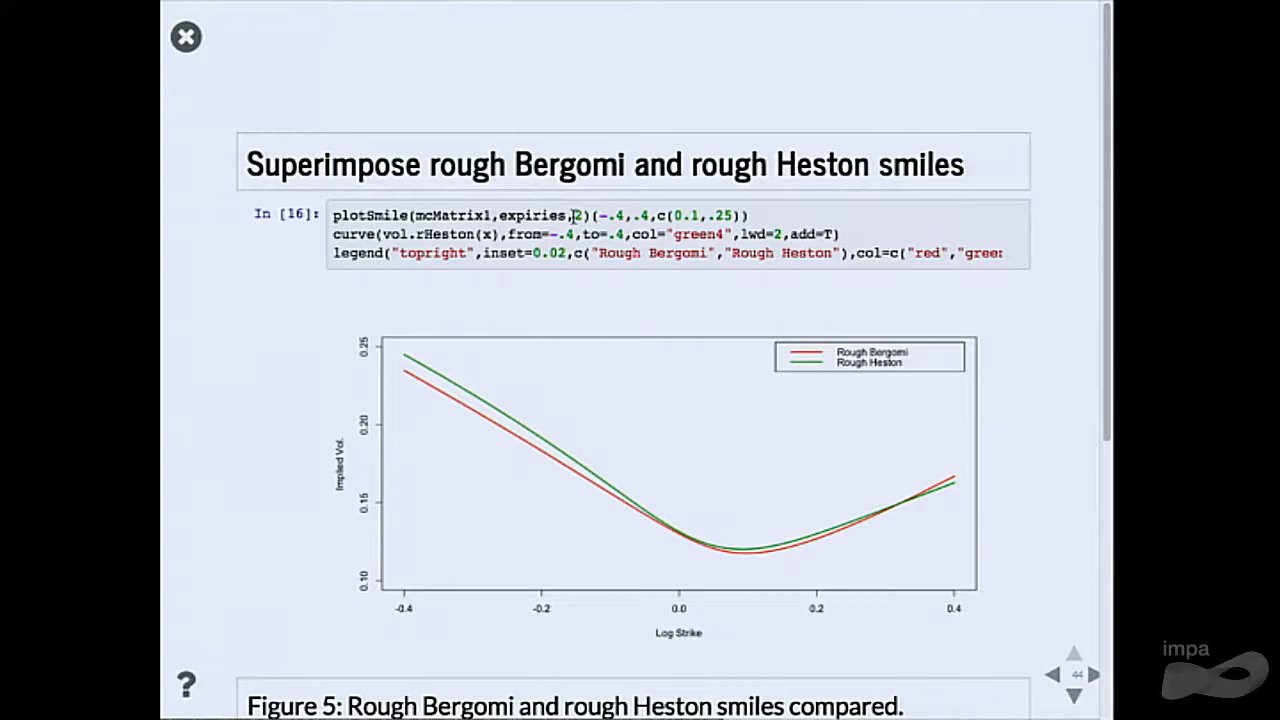 Superimpose rough Bergomi and rough Heston smiles
In [16]:
plotSmile(mcMatrix1,expiries,2)(-.4,.4,c(0.1,.25))
curve(vol.rHeston(x),from=-.4,to=.4,col="green4",lwd=2,add=T)
legend("topright",inset=0.02,c("Rough Bergomi","Rough Heston"),col=c("red","green
Rough Bergomi
Rough Heston
0.25
0.20
0.15
0.10
Implied Vol.
-0.4 -0.2 0.0 0.2 0.4
Log Strike
impa
44
?
Figure 5: Rough Bergomi and rough Heston smiles compared.